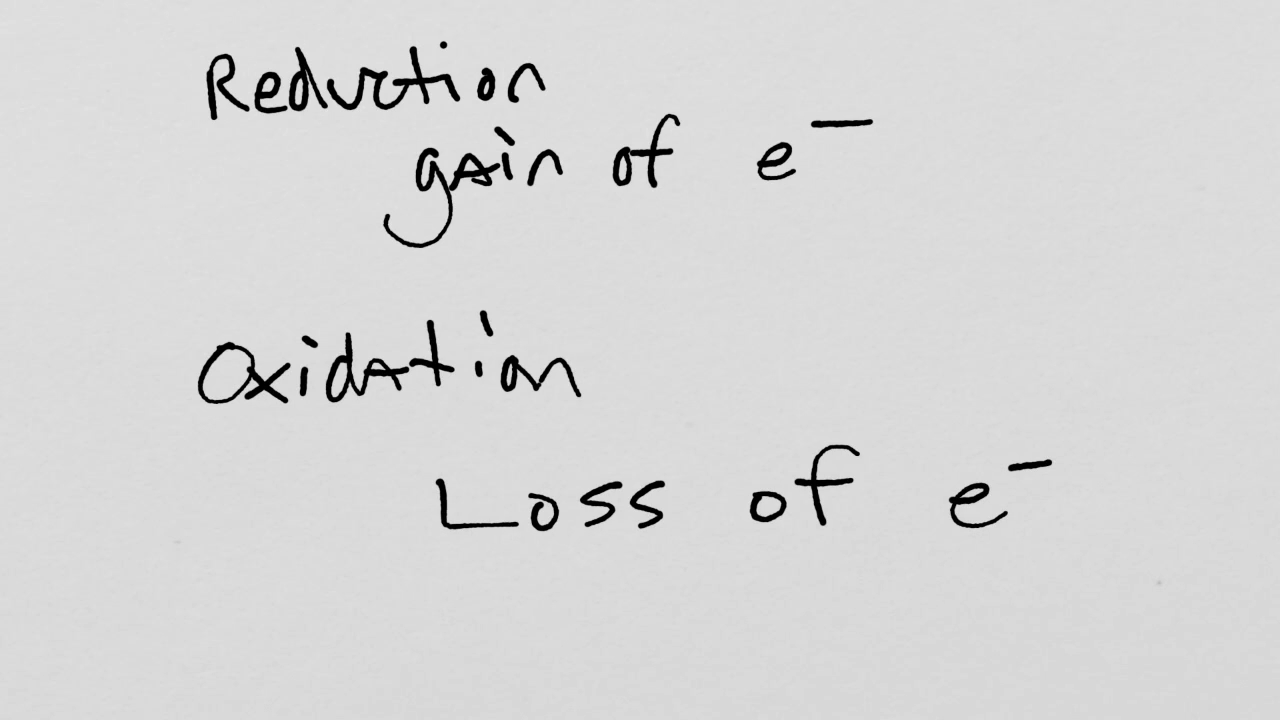 Reduction
gain of e⁻
Oxidation
Loss of e⁻